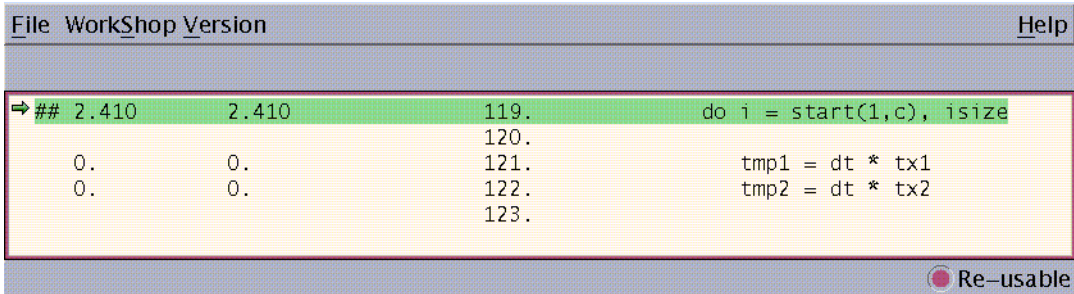 File WorkShop Version Help
## 2.410 2.410 119. do i = start(1,c), isize
120.
0. 0. 121. tmp1 = dt * tx1
0. 0. 122. tmp2 = dt * tx2
123.
Re-usable